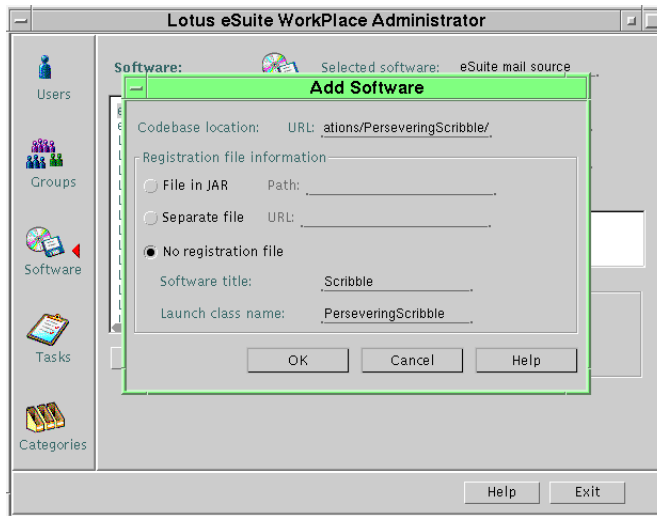 Lotus eSuite WorkPlace Administrator
Users
Groups
Software
Tasks
Categories
Software:
Selected software: eSuite mail source
Add Software
Codebase location: URL: ations/PerseveringScribble/
Registration file information
File in JAR Path:
Separate file URL:
No registration file
Software title: Scribble
Launch class name: PerseveringScribble
OK Cancel Help
Help Exit